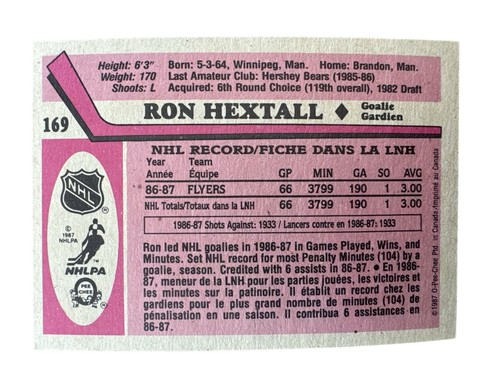 Height: 6'3" Born: 5-3-64, Winnipeg, Man. Home: Brandon, Man.
Weight: 170 Last Amateur Club: Hershey Bears (1985-86)
Shoots: L Acquired: 6th Round Choice (119th overall), 1982 Draft
169 RON HEXTALL ♦ Goalie
Gardien
NHL RECORD/FICHE DANS LA LNH
Year Team
Année Équipe GP MIN GA SO AVG
86-87 FLYERS 66 3799 190 1 3.00
NHL Totals/Totaux dans la LNH 66 3799 190 1 3.00
1986-87 Shots Against: 1933 / Lancers contre en 1986-87: 1933
Ron led NHL goalies in 1986-87 in Games Played, Wins, and
Minutes. Set NHL record for most Penalty Minutes (104) by a
goalie, season. Credited with 6 assists in 86-87. • En 1986-
87, meneur de la LNH pour les parties jouées, les victoires et
les minutes sur la patinoire. Il établit un record chez les
gardiens pour le plus grand nombre de minutes (104) de
pénalisation en une saison. Il contribua 6 assistances en
86-87.
NHL
©
1987
NHLPA
NHLPA
O PEE CHEE
© 1987 O-Pee-Chee Ptd. in Canada/Imprimé au Canada